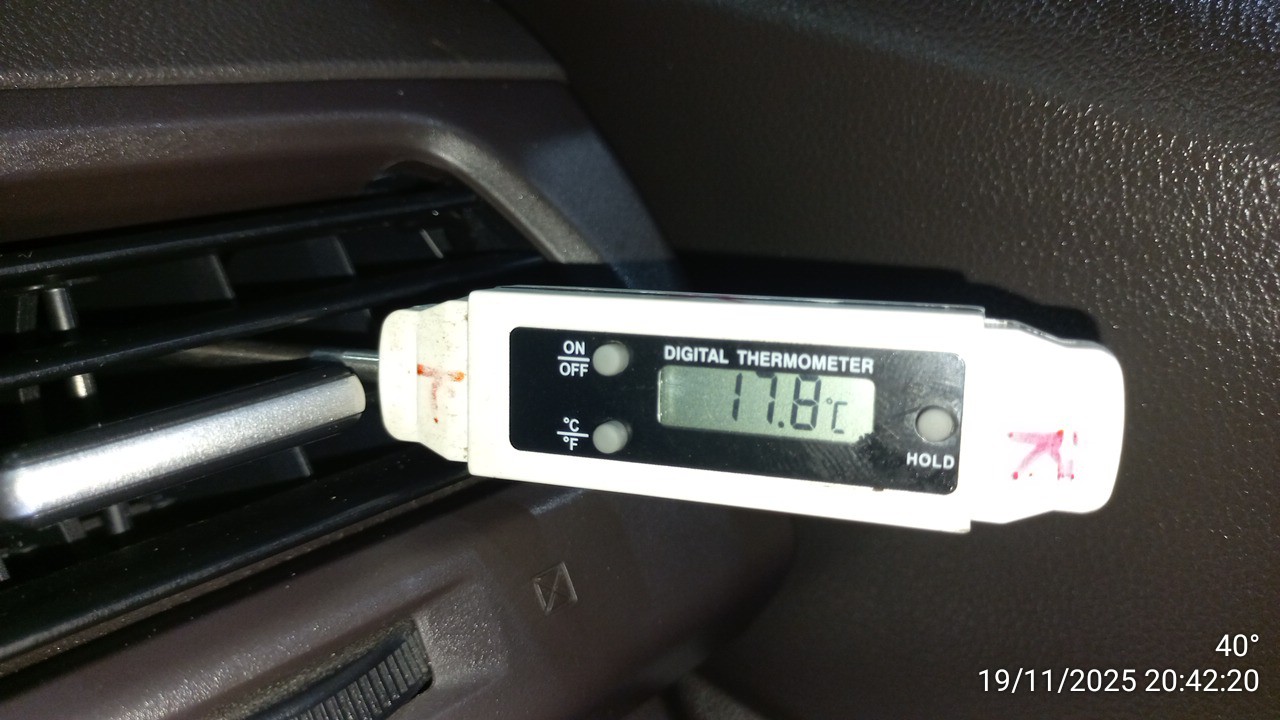 ON
OFF
°C
°F
DIGITAL THERMOMETER
17.8°C
HOLD
40°
19/11/2025 20:42:20